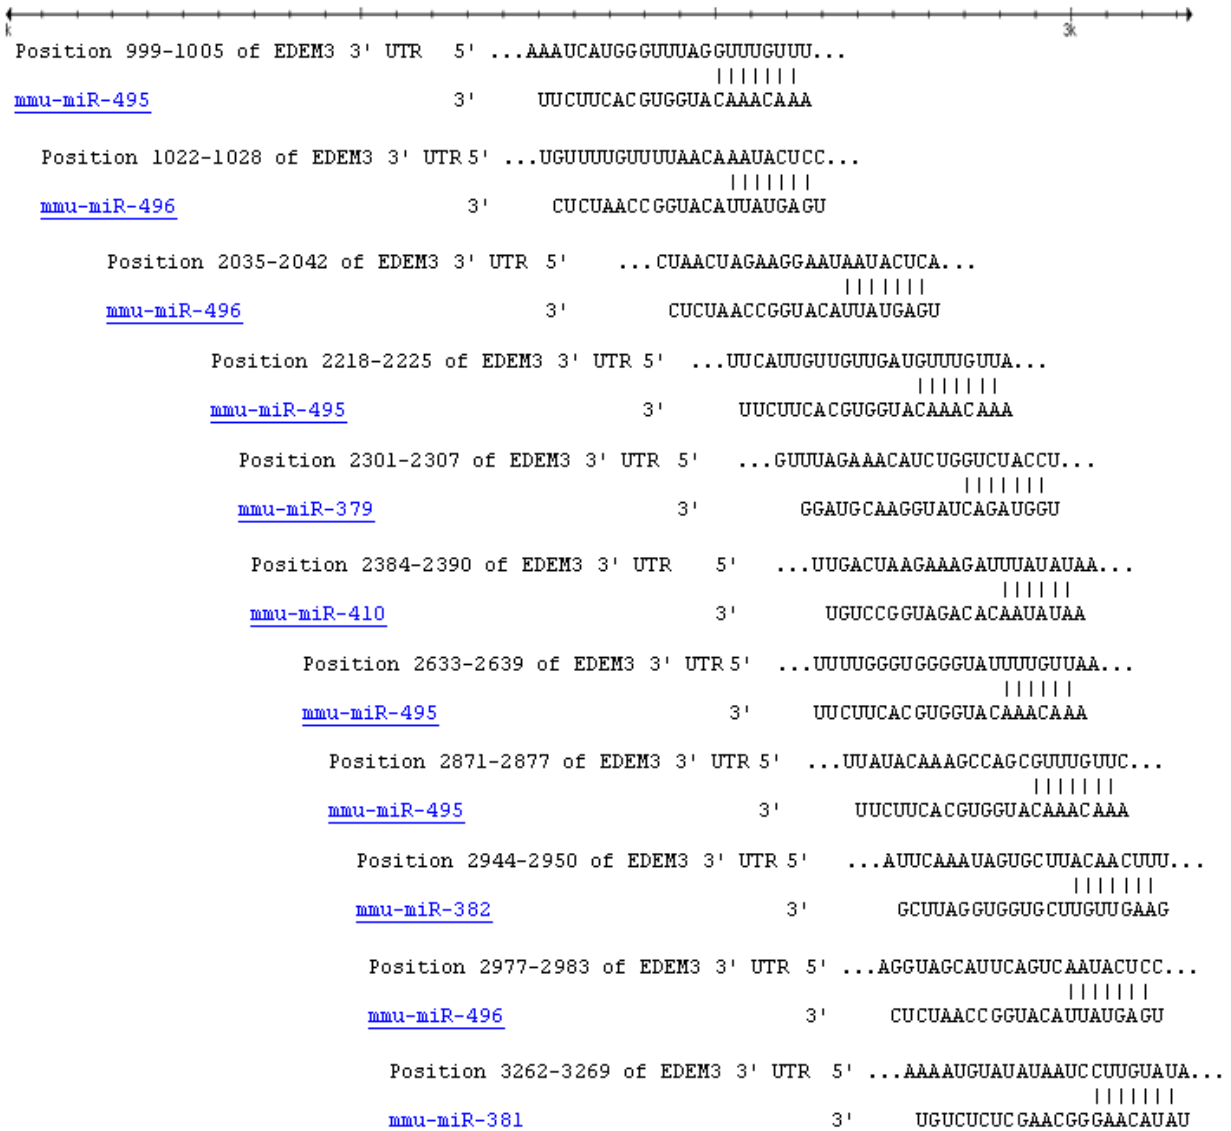 k 3k
Position 999-1005 of EDEM3 3' UTR 5' ...AAAUCAUGGGUUUAGGUUUGUUU...
mmu-miR-495 3' UUCUUCACGUGGUACAAACAAA
Position 1022-1028 of EDEM3 3' UTR 5' ...UGUUUUGUUUUAACAAAUACUCC...
mmu-miR-496 3' CUCUAACCGGUACAUUAUGAGU
Position 2035-2042 of EDEM3 3' UTR 5' ...CUAACUAGAAGGAAUAAUACUCA...
mmu-miR-496 3' CUCUAACCGGUACAUUAUGAGU
Position 2218-2225 of EDEM3 3' UTR 5' ...UUCAUUGUUGUUGAUGUUUGUUA...
mmu-miR-495 3' UUCUUCACGUGGUACAAACAAA
Position 2301-2307 of EDEM3 3' UTR 5' ...GUUUAGAAACAUCUGGUCUACCU...
mmu-miR-379 3' GGAUGCAAGGUAUCAGAUGGU
Position 2384-2390 of EDEM3 3' UTR 5' ...UUGACUAAGAAAGAUUUAUAUAA...
mmu-miR-410 3' UGUCCGGUAGACACAAUAUAA
Position 2633-2639 of EDEM3 3' UTR 5' ...UUUUGGGUGGGGUAUUUUGUUAA...
mmu-miR-495 3' UUCUUCACGUGGUACAAACAAA
Position 2871-2877 of EDEM3 3' UTR 5' ...UUAUACAAAGCCAGCGUUUGUUC...
mmu-miR-495 3' UUCUUCACGUGGUACAAACAAA
Position 2944-2950 of EDEM3 3' UTR 5' ...AUUCAAAUAGUGCUUACAACUUU...
mmu-miR-382 3' GCUUAGGUGGUGCUUGUUGAAG
Position 2977-2983 of EDEM3 3' UTR 5' ...AGGUAGCAUUCAGUCAAUACUCC...
mmu-miR-496 3' CUCUAACCGGUACAUUAUGAGU
Position 3262-3269 of EDEM3 3' UTR 5' ...AAAAUGUAUAUAAUCCUUGUAUA...
mmu-miR-381 3' UGUCUCUCGAACGGGAACAUAU